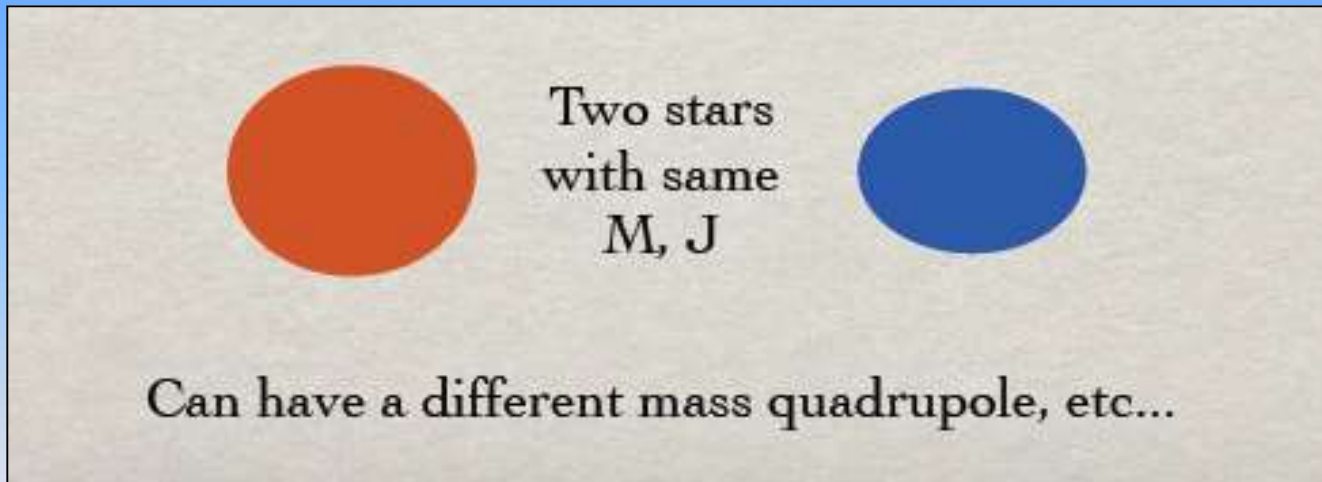 Two stars
with same
M, J
Can have a different mass quadrupole, etc...